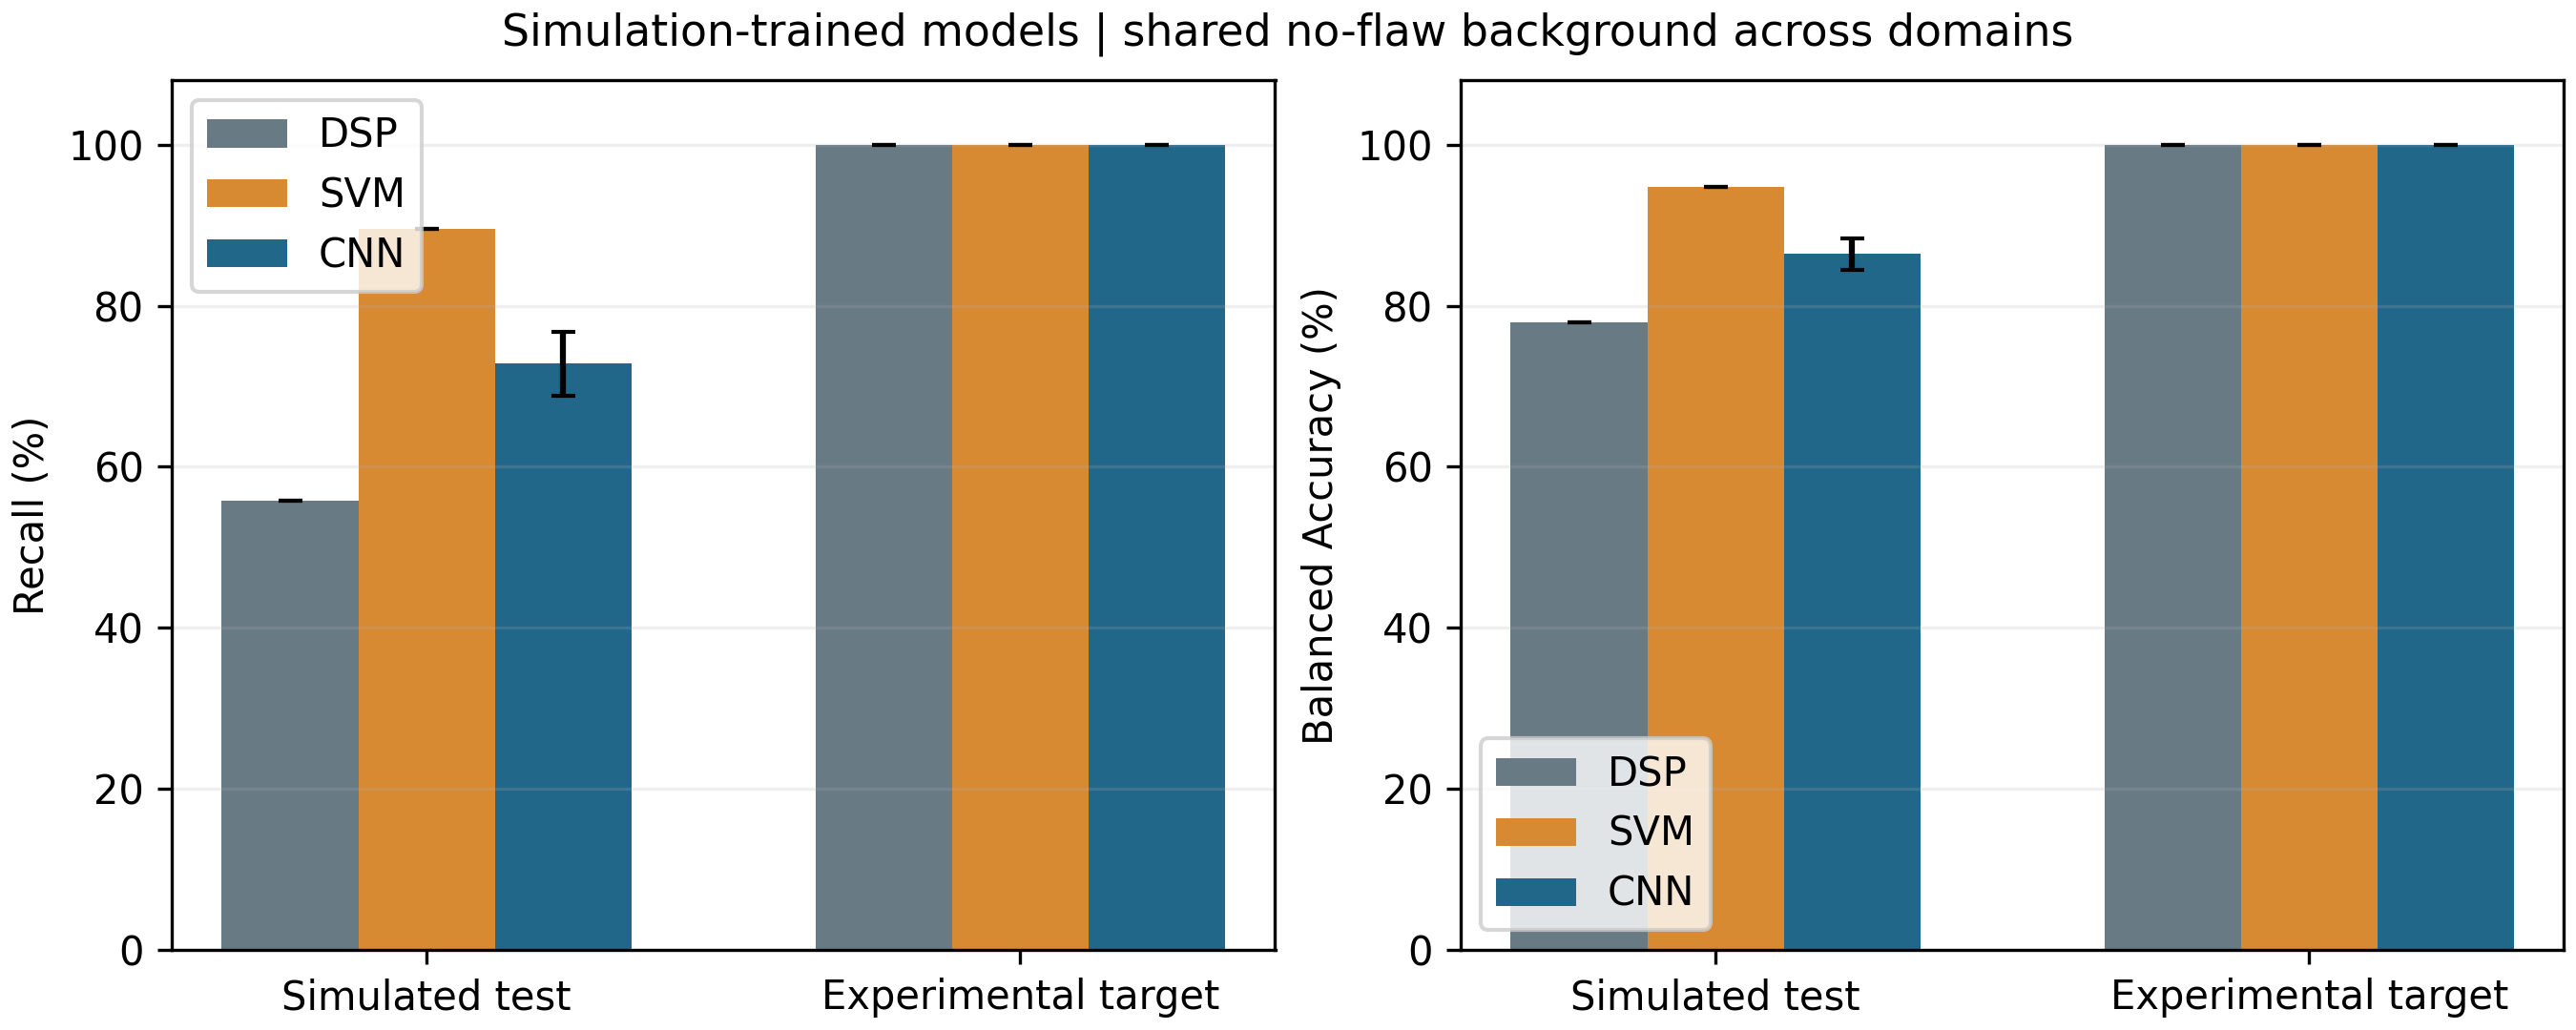 Simulation-trained models | shared no-flaw background across domains
Recall (%)
100
80
60
40
20
0
DSP
SVM
CNN
Simulated test
Experimental target
Balanced Accuracy (%)
100
80
60
40
20
0
DSP
SVM
CNN
Simulated test
Experimental target